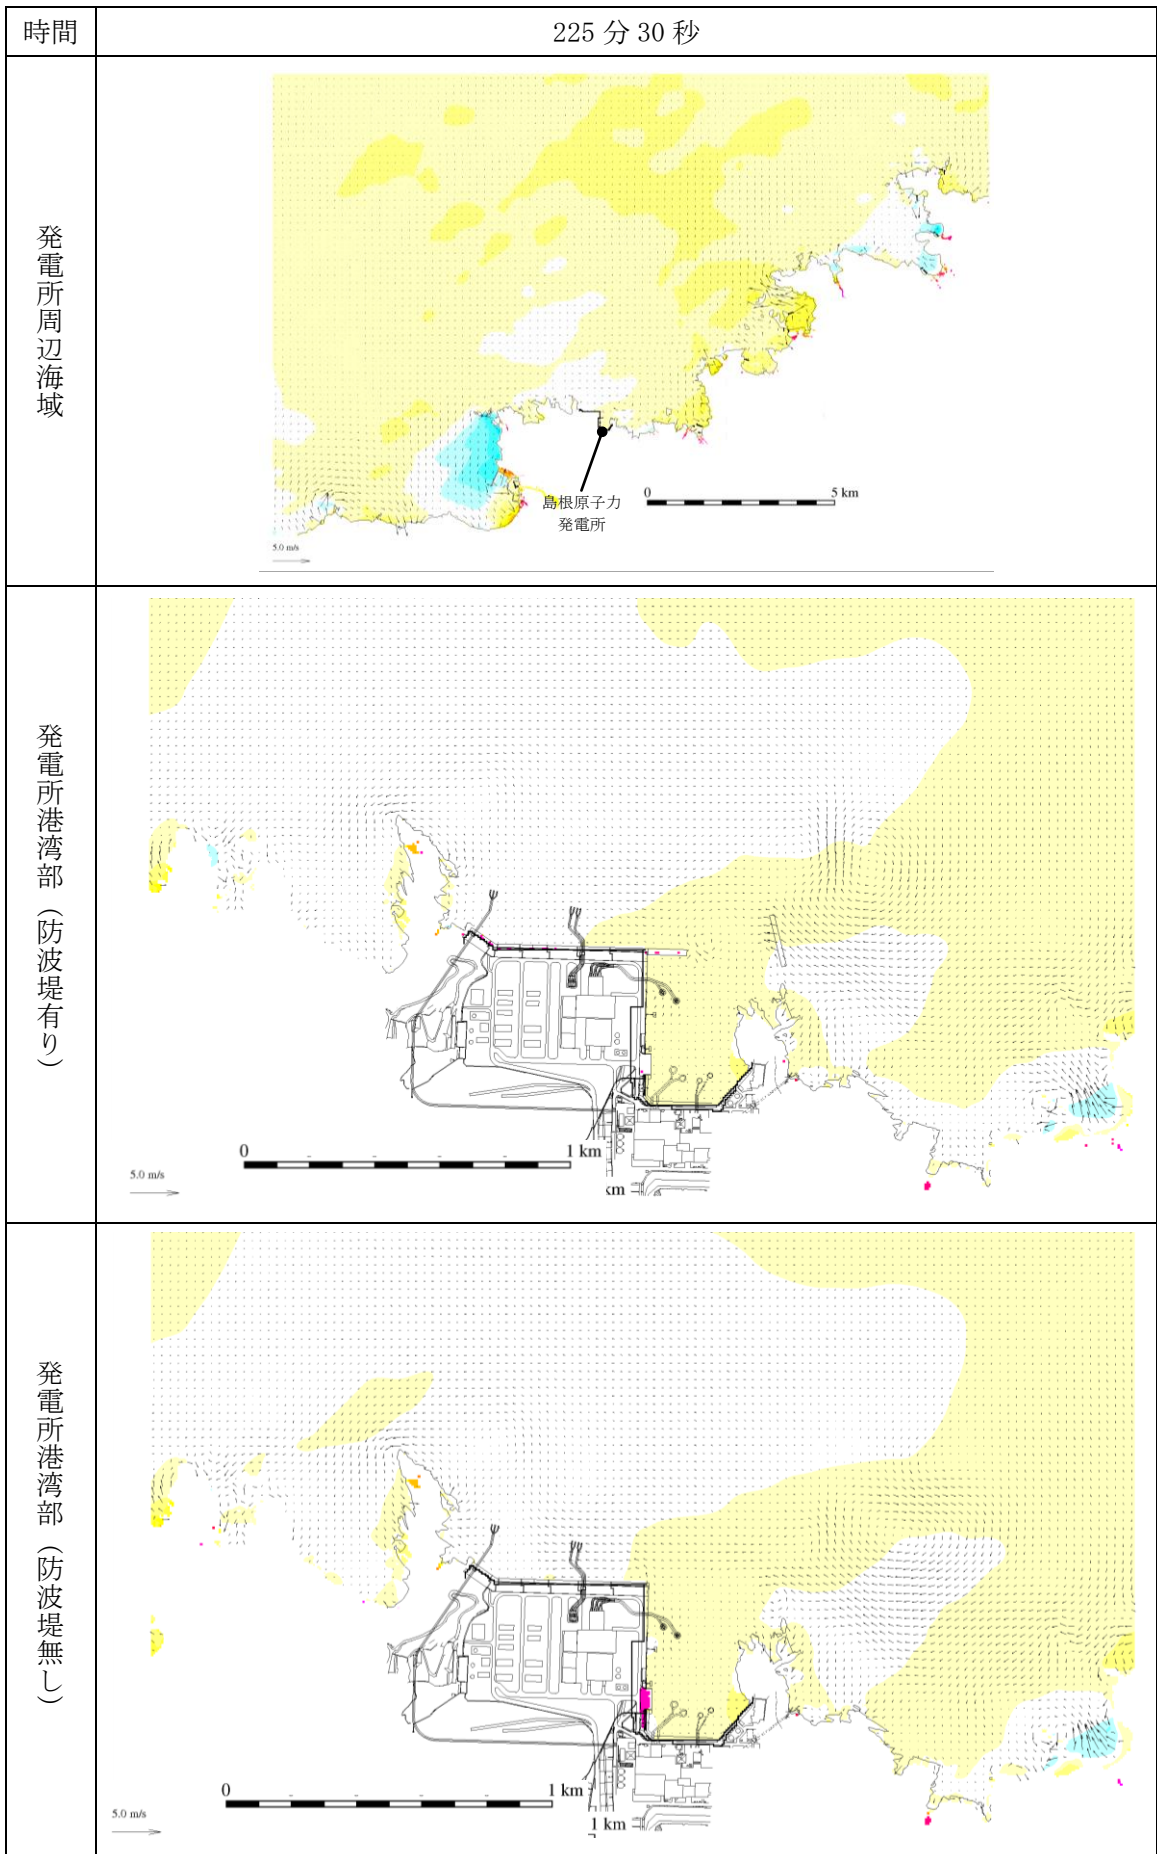 時間
225 分 30 秒
発電所周辺海域
島根原子力
発電所
0
5 km
5.0 m/s
発電所港湾部（防波堤有り）
0
1 km
5.0 m/s
km
発電所港湾部（防波堤無し）
0
1 km
5.0 m/s
1 km